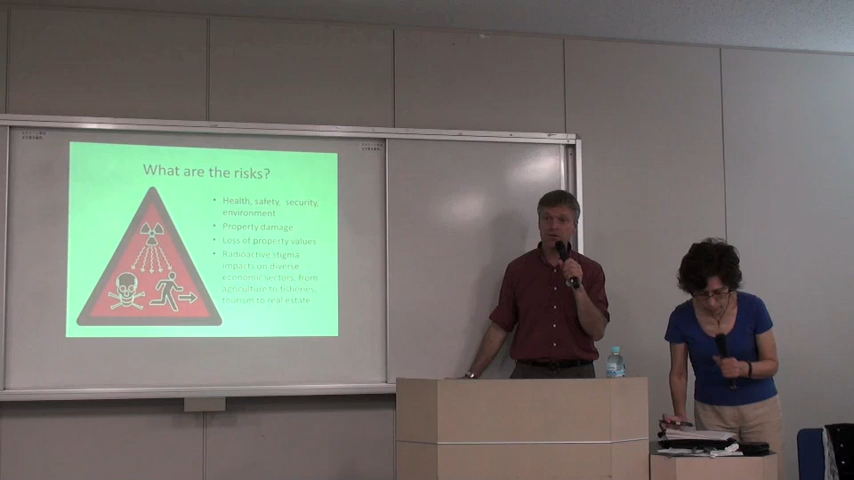 What are the risks?
• Health, safety, security,
environment
• Property damage
• Loss of property values
• Radioactive stigma
impacts on diverse
economic sectors, from
agriculture to fisheries,
tourism to real estate